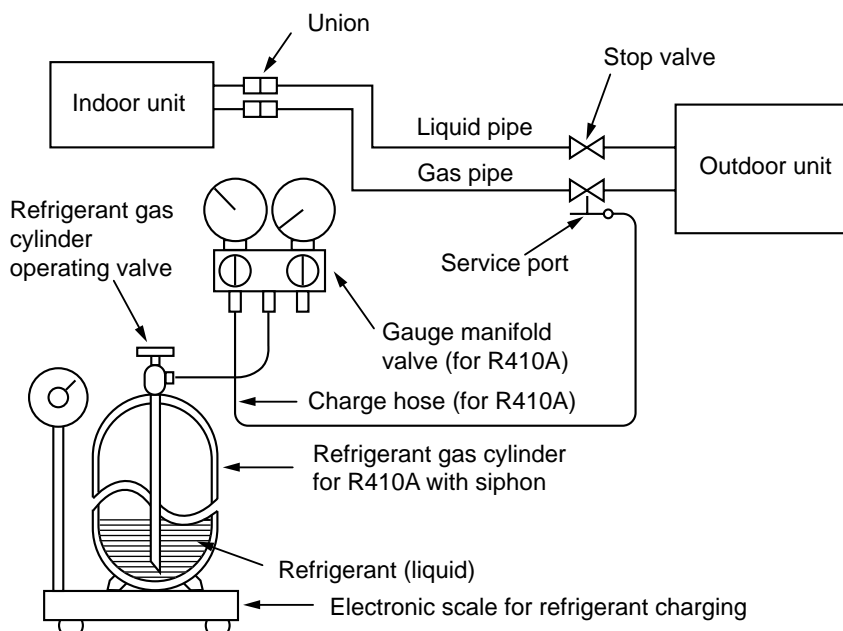 Union
Stop valve
Indoor unit
Liquid pipe
Gas pipe
Outdoor unit
Refrigerant gas
cylinder
operating valve
Service port
Gauge manifold
valve (for R410A)
Charge hose (for R410A)
Refrigerant gas cylinder
for R410A with siphon
Refrigerant (liquid)
Electronic scale for refrigerant charging